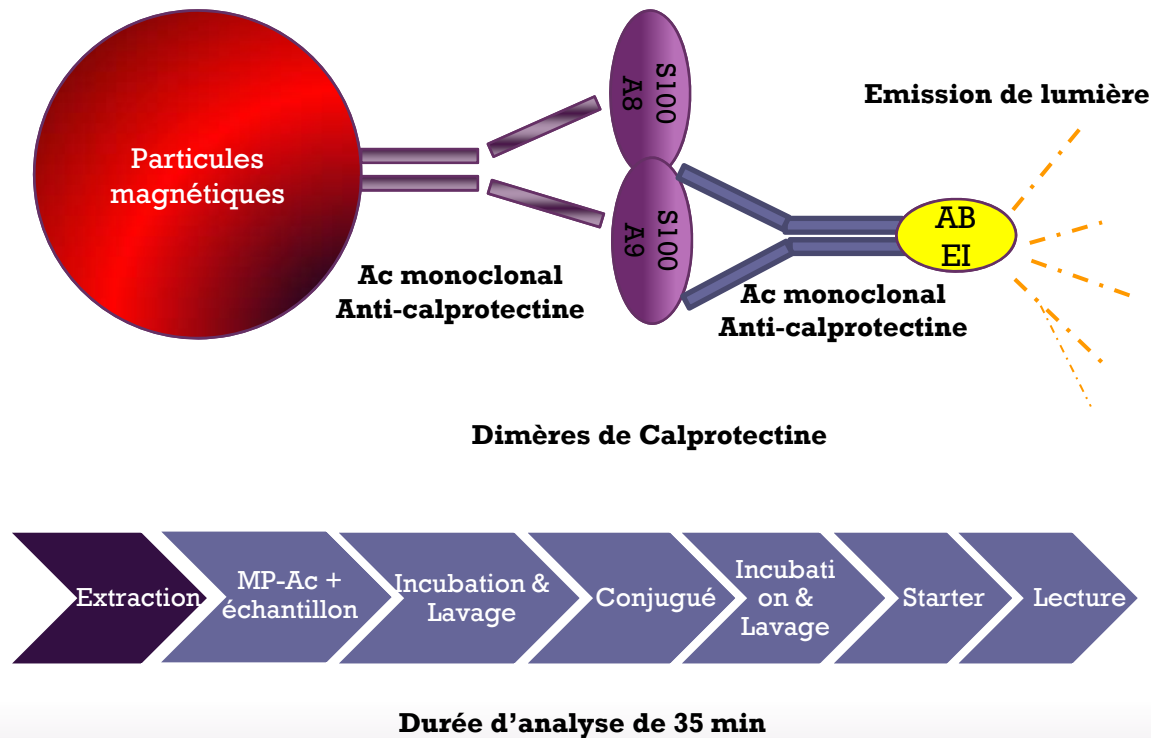 Particules
magnétiques
S100
A8
S100
A9
Emission de lumière
AB
EI
Ac monoclonal
Anti-calprotectine
Ac monoclonal
Anti-calprotectine
Dimères de Calprotectine
Extraction
MP-Ac +
échantillon
Incubation &
Lavage
Conjugué
Incubati
on &
Lavage
Starter
Lecture
Durée d’analyse de 35 min